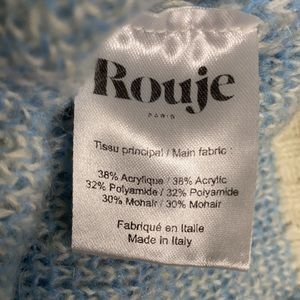 Rouje
PARIS
Tissu principal / Main fabric :
38% Acrylique / 38% Acrylic
32% Polyamide / 32% Polyamide
30% Mohair / 30% Mohair
Fabriqué en Italie
Made in Italy